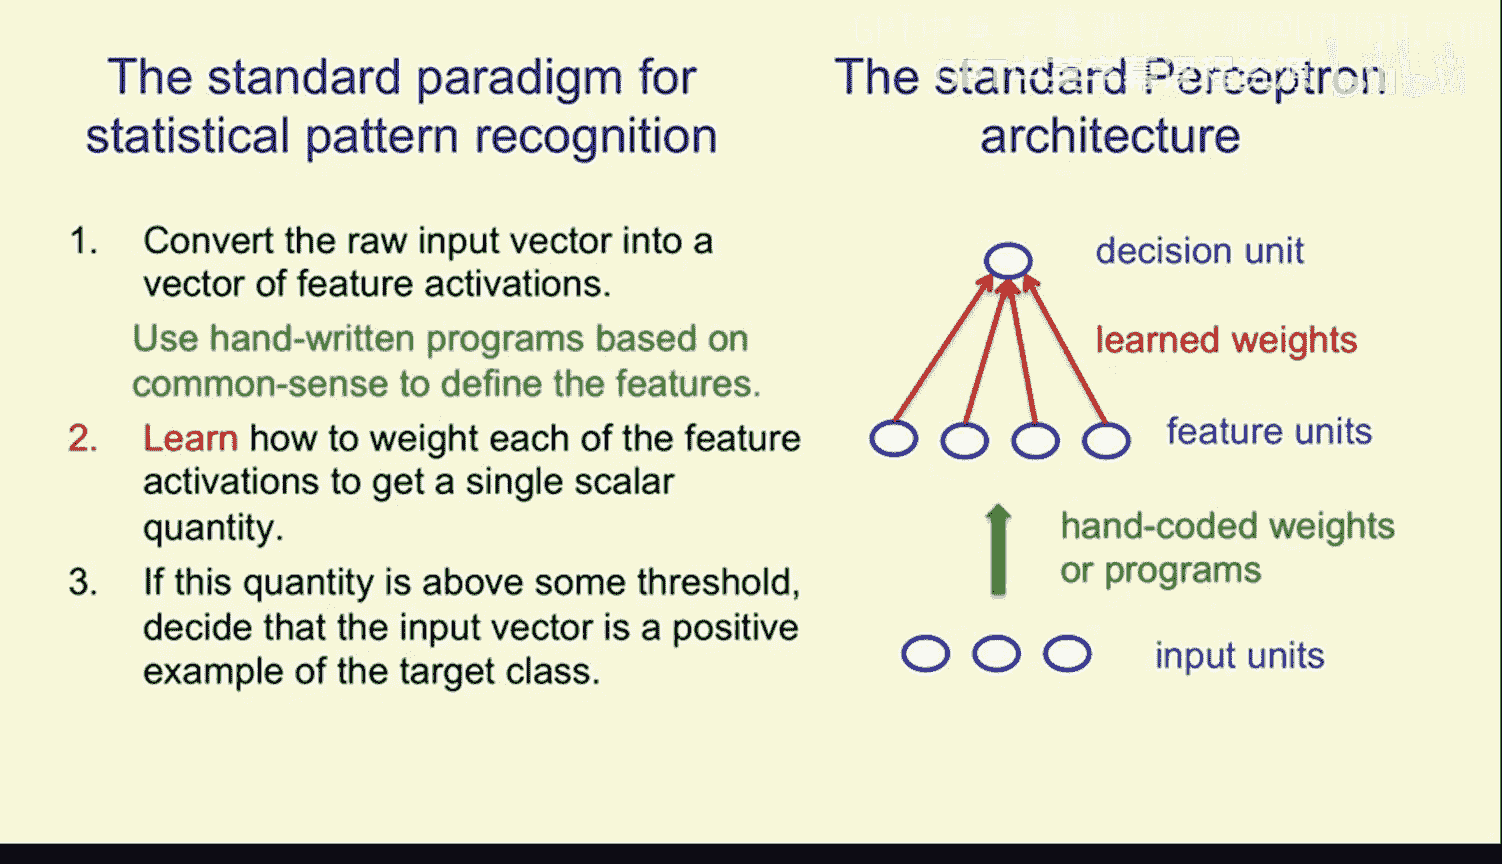 The standard paradigm for
statistical pattern recognition
1. Convert the raw input vector into a
vector of feature activations.
Use hand-written programs based on
common-sense to define the features.
2. Learn how to weight each of the feature
activations to get a single scalar
quantity.
3. If this quantity is above some threshold,
decide that the input vector is a positive
example of the target class.
The standard Perceptron
architecture
decision unit
learned weights
feature units
hand-coded weights
or programs
input units